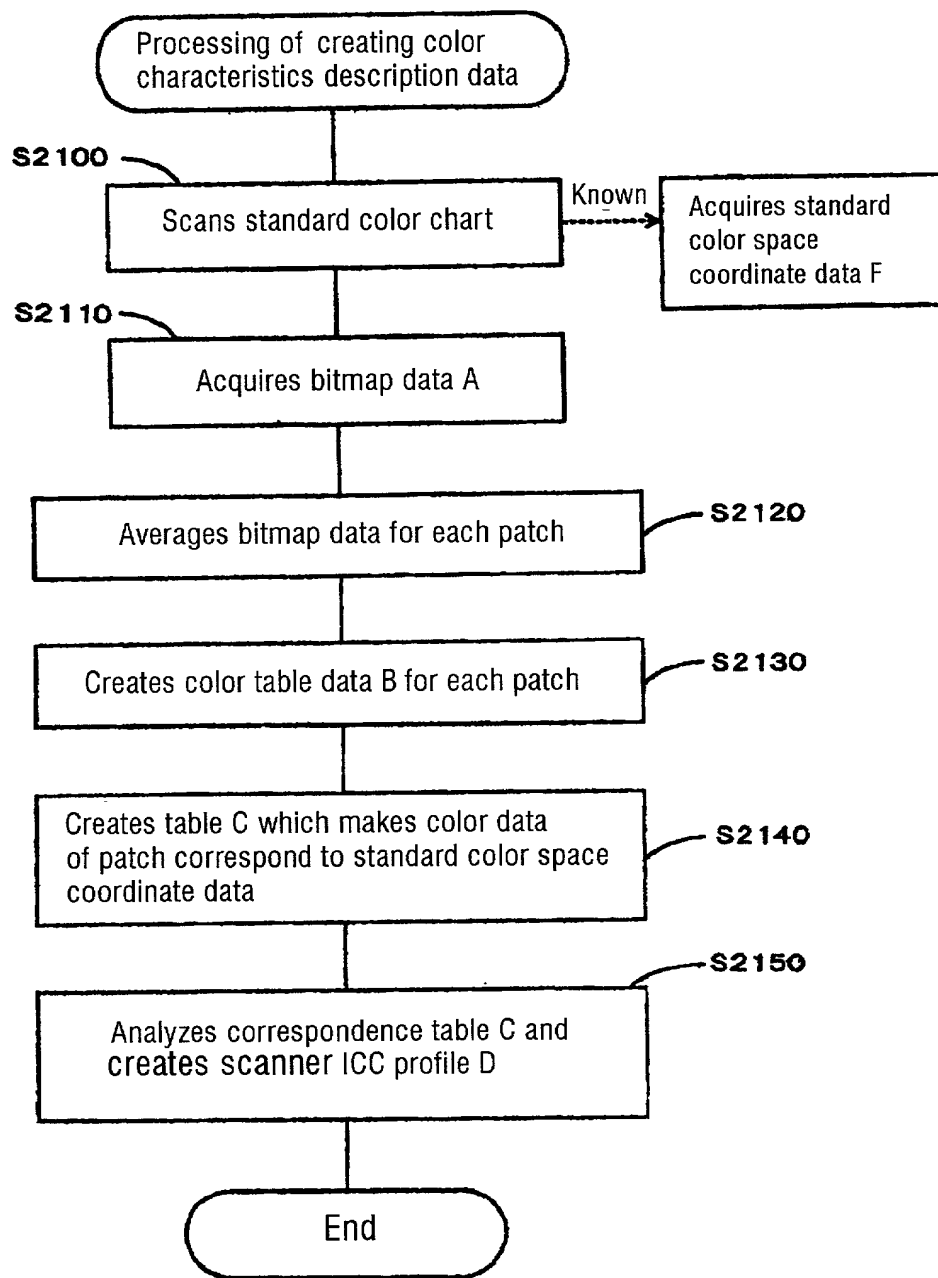 Processing of creating color
characteristics description data
S2100
Scans standard color chart
Known
Acquires standard
color space
coordinate data F
S2110
Acquires bitmap data A
Averages bitmap data for each patch
S2120
Creates color table data B for each patch
S2130
Creates table C which makes color data
of patch correspond to standard color space
coordinate data
S2140
S2150
Analyzes correspondence table C and
creates scanner ICC profile D
End